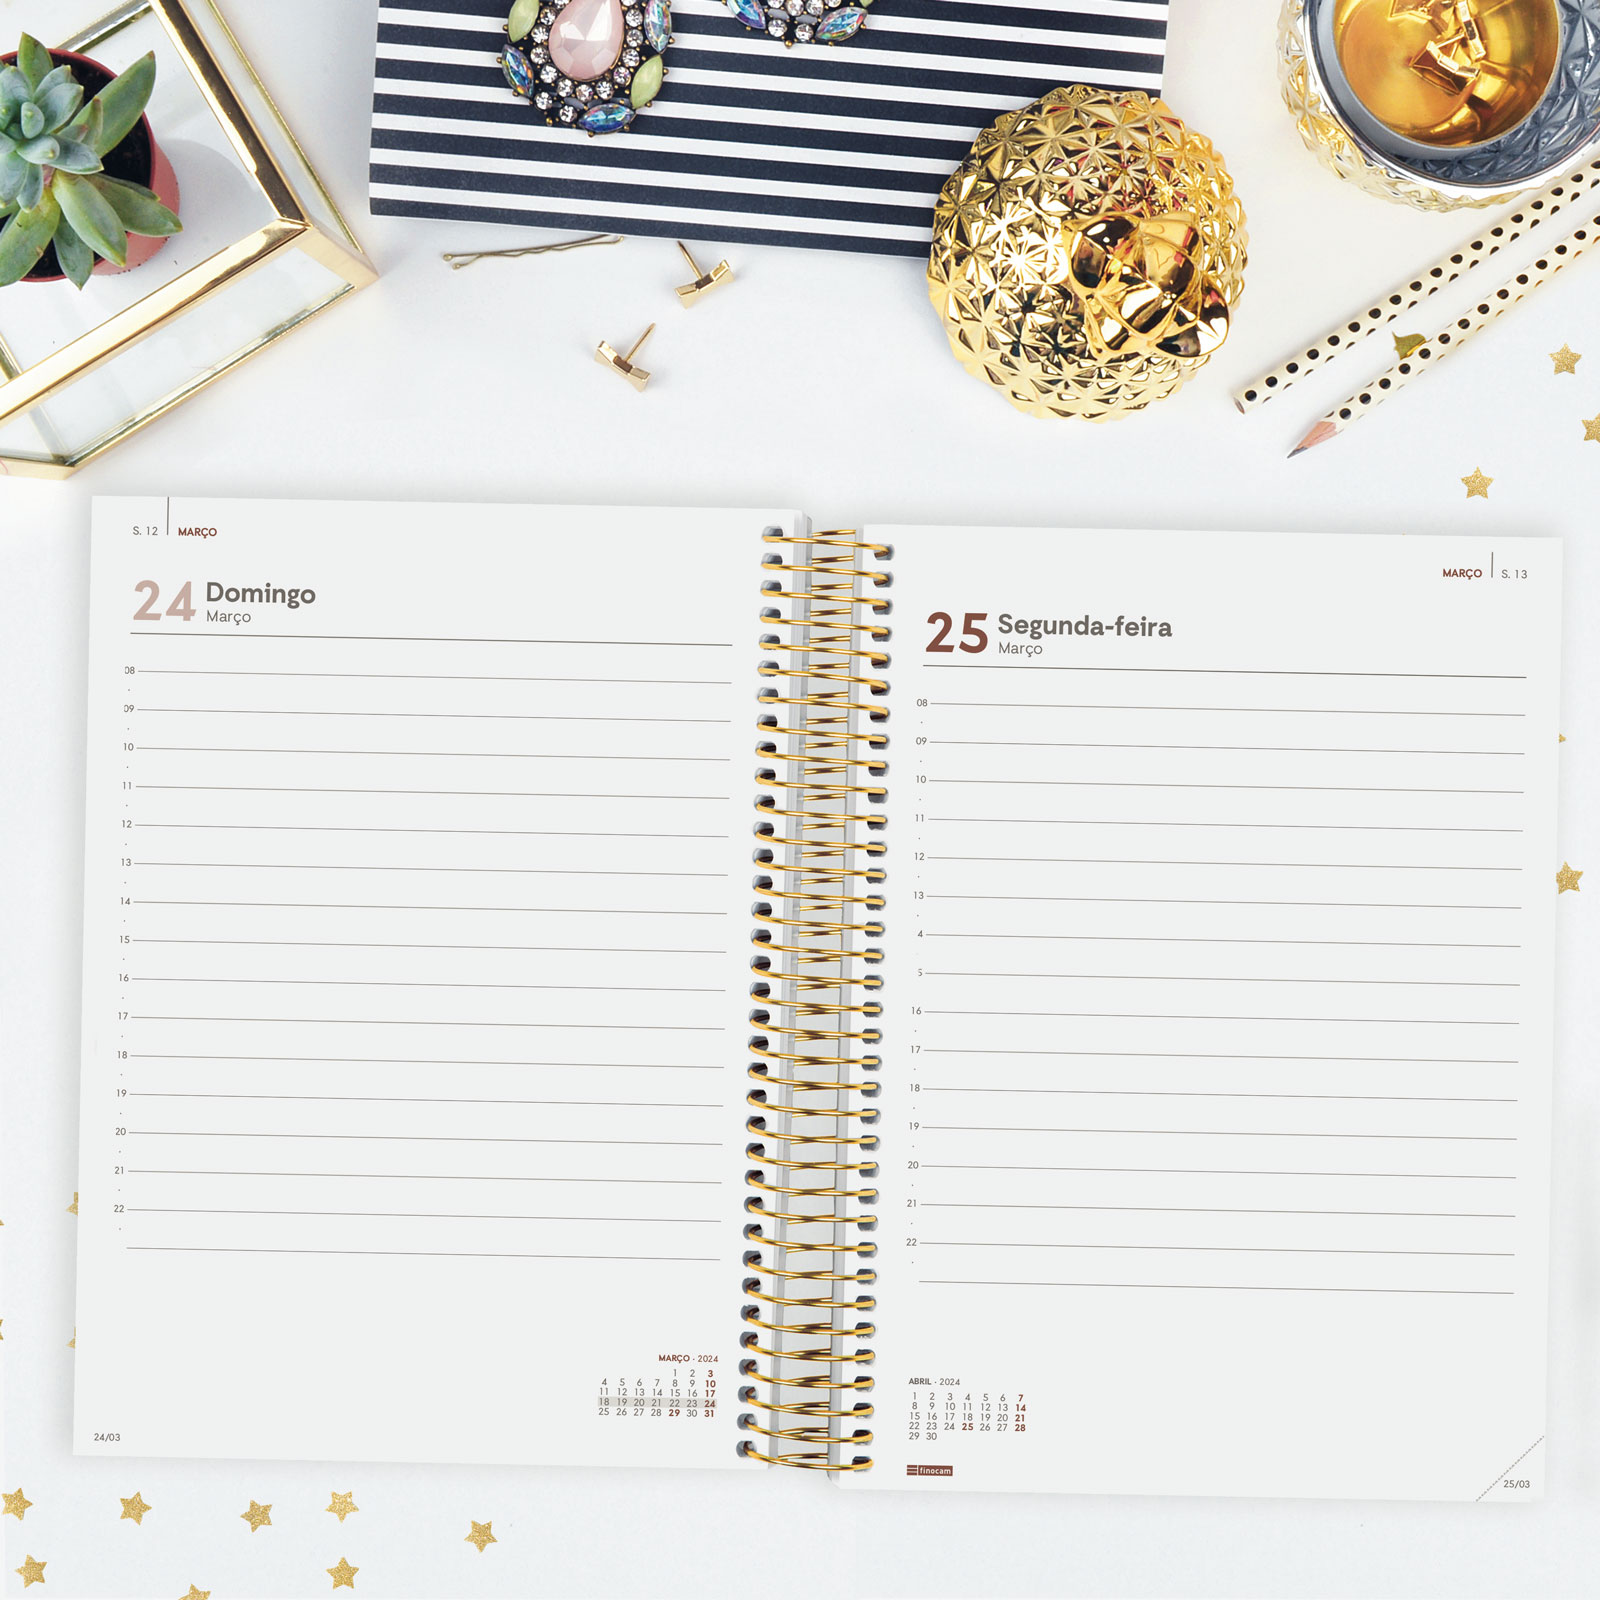 S. 12 MARÇO
24 Domingo
Março
08
09
10
11
12
13
14
15
16
17
18
19
20
21
22
MARÇO · 2024
1 2 3
4 5 6 7 8 9 10
11 12 13 14 15 16 17
18 19 20 21 22 23 24
25 26 27 28 29 30 31
24/03
MARÇO S. 13
25 Segunda-feira
Março
08
09
10
11
12
13
4
5
16
17
18
19
20
21
22
ABRIL · 2024
1 2 3 4 5 6 7
8 9 10 11 12 13 14
15 16 17 18 19 20 21
22 23 24 25 26 27 28
29 30
finocam
25/03